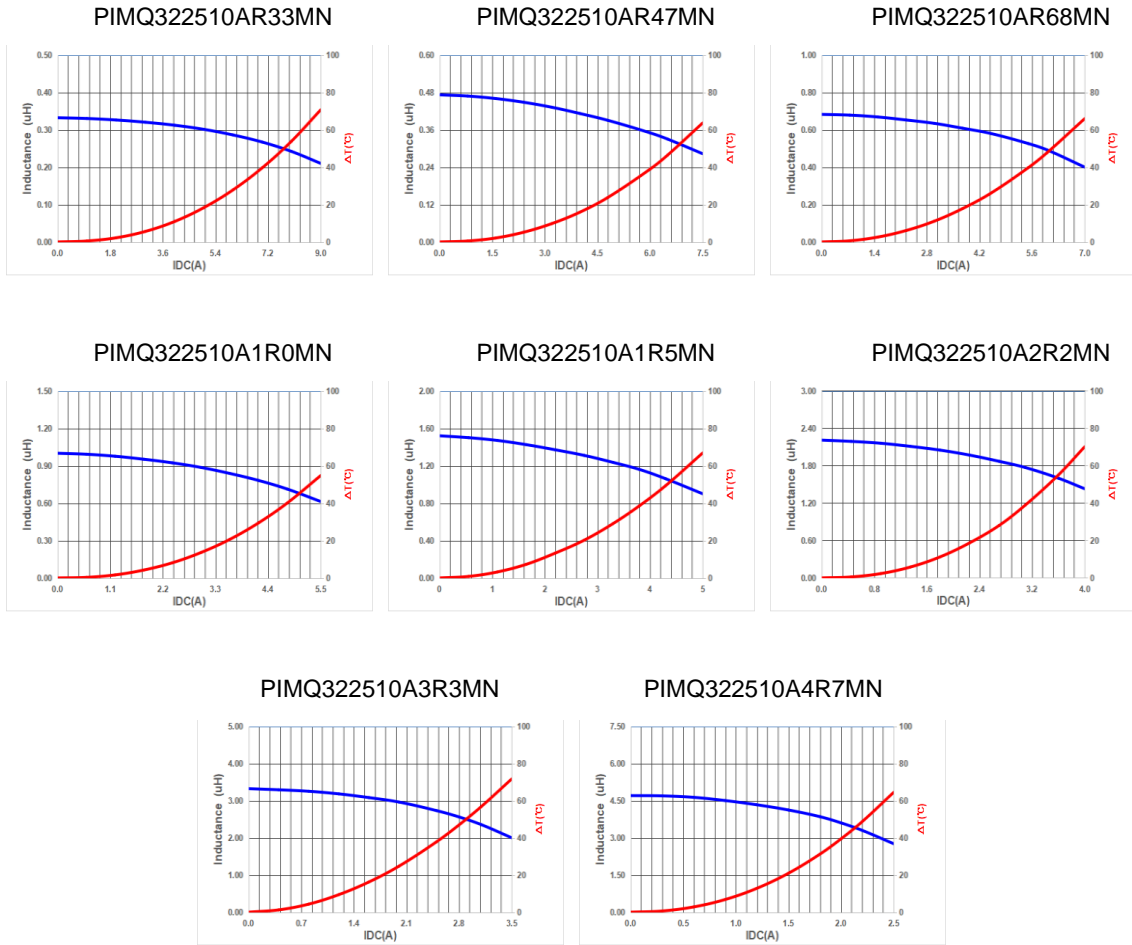 PIMQ322510AR33MN PIMQ322510AR47MN PIMQ322510AR68MN
0.50 100 0.60 100 1.00 100
0.40 80 0.48 80 0.80 80
0.30 60 0.36 60 0.60 60
0.20 40 0.24 40 0.40 40
0.10 20 0.12 20 0.20 20
0.00 0 0.00 0 0.00 0
Inductance (uH) ΔT(℃) Inductance (uH) ΔT(℃) Inductance (uH) ΔT(℃)
0.0 1.8 3.6 5.4 7.2 9.0 0.0 1.5 3.0 4.5 6.0 7.5 0.0 1.4 2.8 4.2 5.6 7.0
IDC(A) IDC(A) IDC(A)
PIMQ322510A1R0MN PIMQ322510A1R5MN PIMQ322510A2R2MN
1.50 100 2.00 100 3.00 100
1.20 80 1.60 80 2.40 80
0.90 60 1.20 60 1.80 60
0.60 40 0.80 40 1.20 40
0.30 20 0.40 20 0.60 20
0.00 0 0.00 0 0.00 0
Inductance (uH) ΔT(℃) Inductance (uH) ΔT(℃) Inductance (uH) ΔT(℃)
0.0 1.1 2.2 3.3 4.4 5.5 0 1 2 3 4 5 0.0 0.8 1.6 2.4 3.2 4.0
IDC(A) IDC(A) IDC(A)
PIMQ322510A3R3MN PIMQ322510A4R7MN
5.00 100 7.50 100
4.00 80 6.00 80
3.00 60 4.50 60
2.00 40 3.00 40
1.00 20 1.50 20
0.00 0 0.00 0
Inductance (uH) ΔT(℃) Inductance (uH) ΔT(℃)
0.0 0.7 1.4 2.1 2.8 3.5 0.0 0.5 1.0 1.5 2.0 2.5
IDC(A) IDC(A)